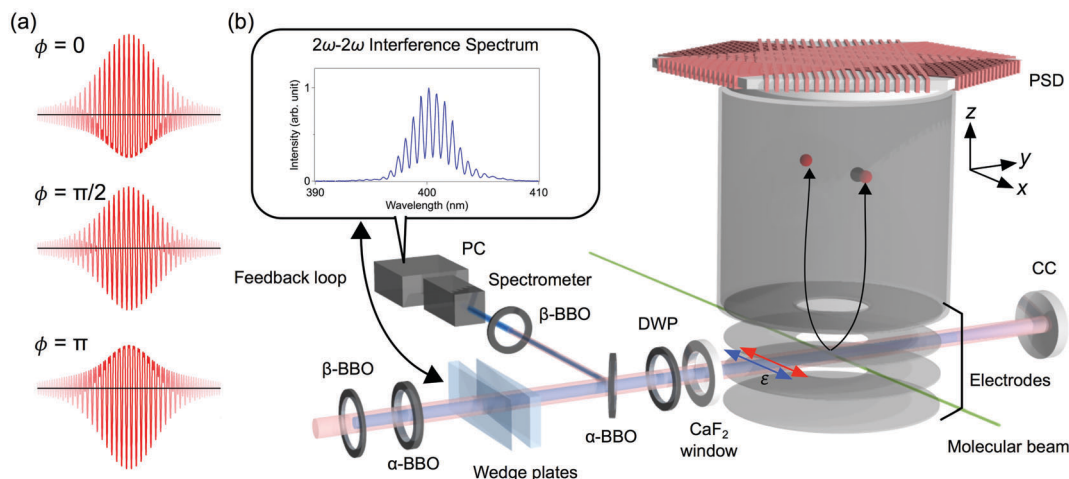 (a)
ϕ = 0
ϕ = π/2
ϕ = π
(b)
2ω-2ω Interference Spectrum
Intensity (arb. unit)
1
0
390
400
410
Wavelength (nm)
PC
Spectrometer
Feedback loop
β-BBO
β-BBO
α-BBO
Wedge plates
α-BBO
DWP
CaF₂
window
ε
PSD
z
y
x
CC
Electrodes
Molecular beam